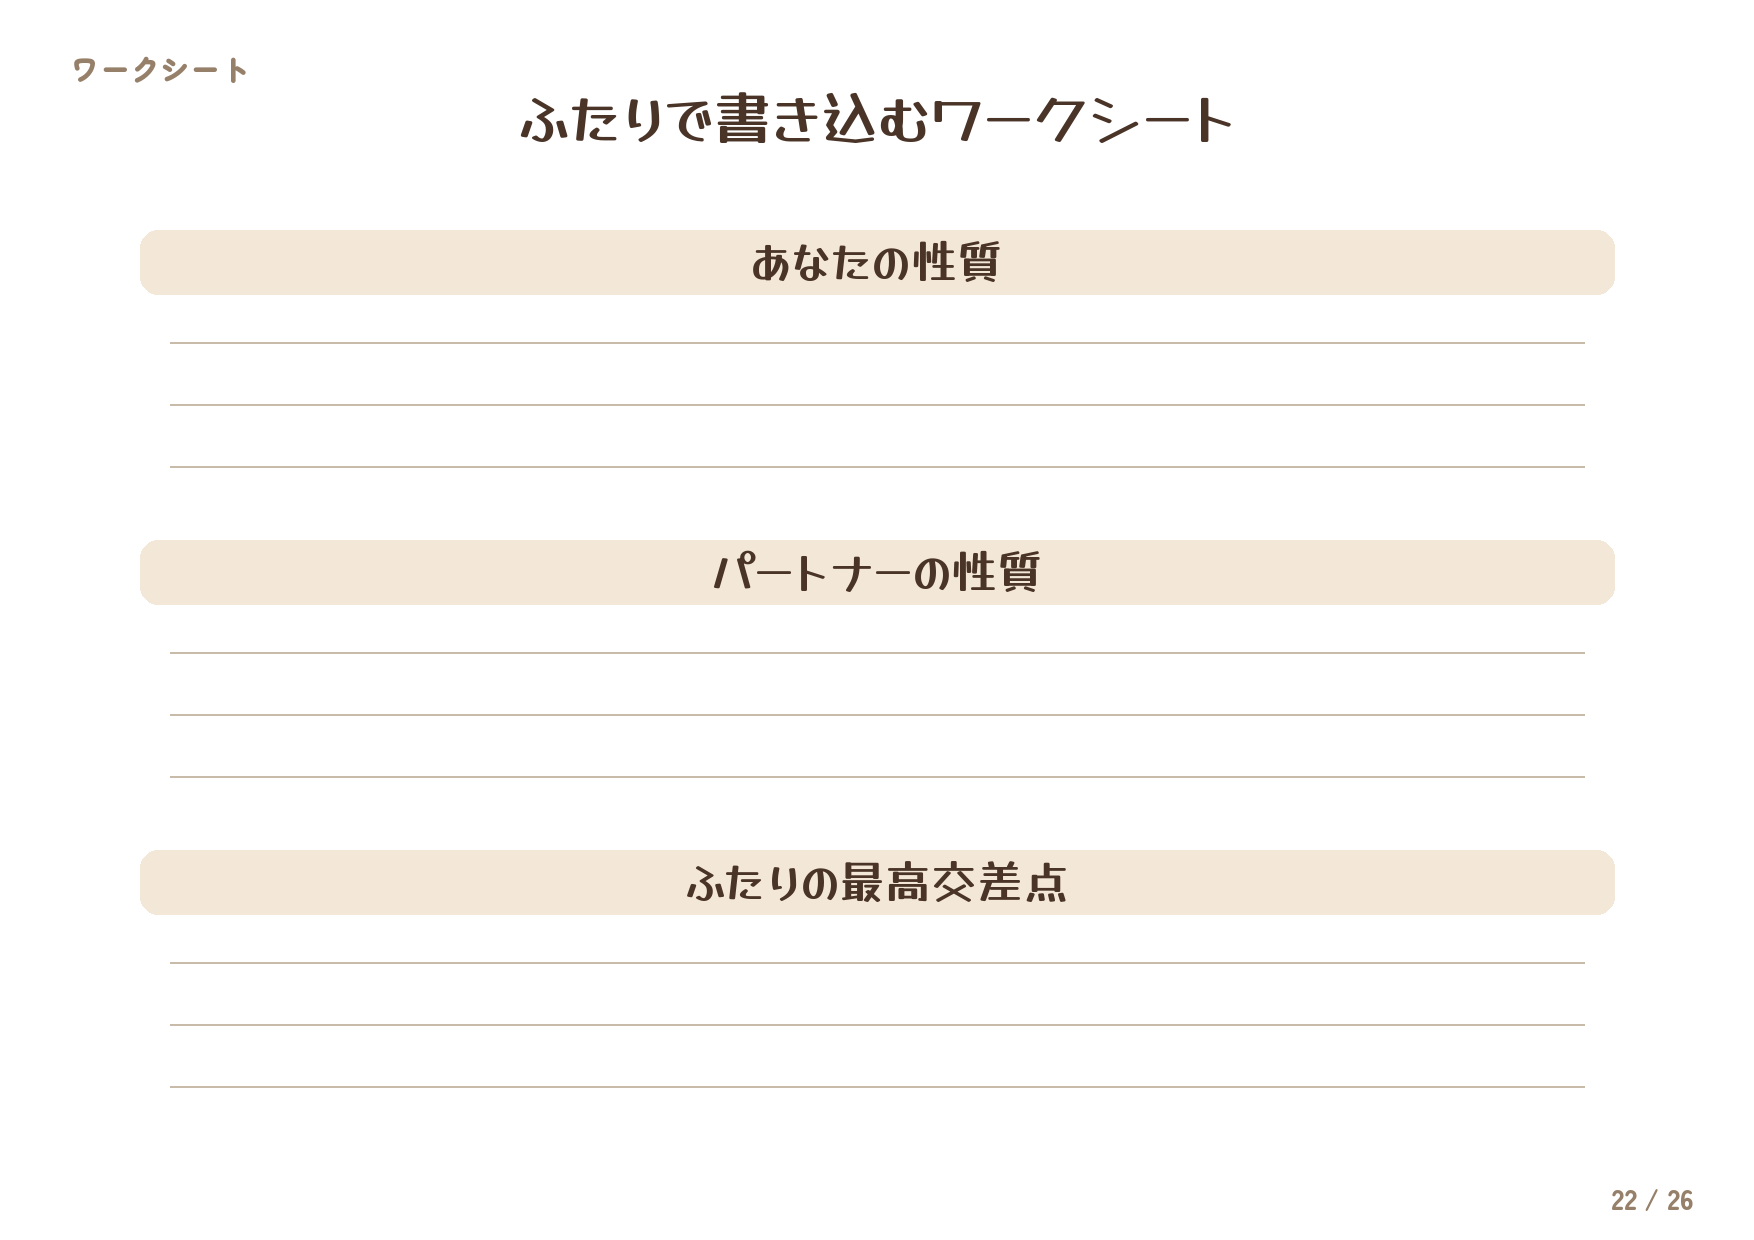 ワークシート
ふたりで書き込むワークシート
あなたの性質
パートナーの性質
ふたりの最高交差点
22 / 26